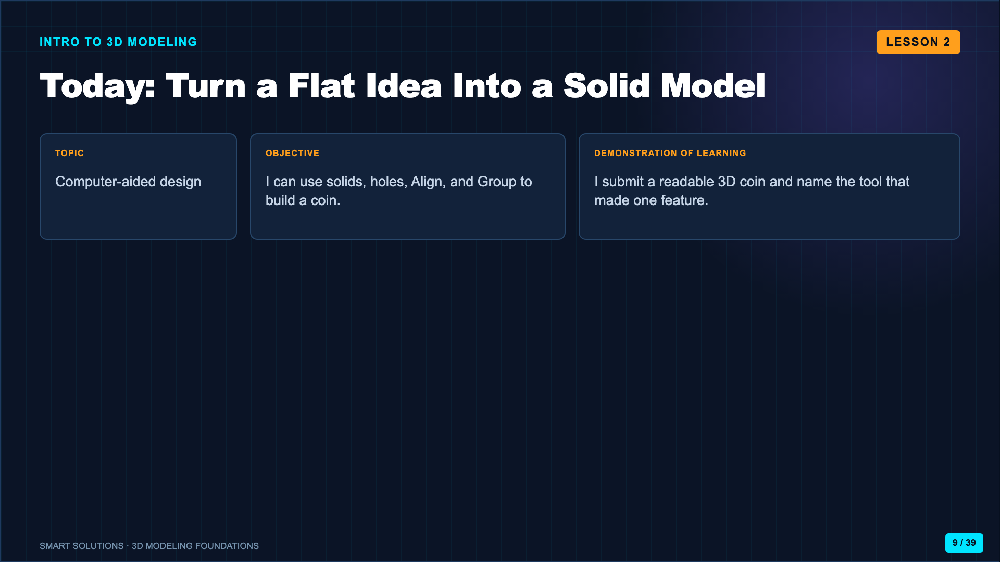 INTRO TO 3D MODELING
LESSON 2
Today: Turn a Flat Idea Into a Solid Model
TOPIC
Computer-aided design
OBJECTIVE
I can use solids, holes, Align, and Group to
build a coin.
DEMONSTRATION OF LEARNING
I submit a readable 3D coin and name the tool that
made one feature.
SMART SOLUTIONS · 3D MODELING FOUNDATIONS
9 / 39